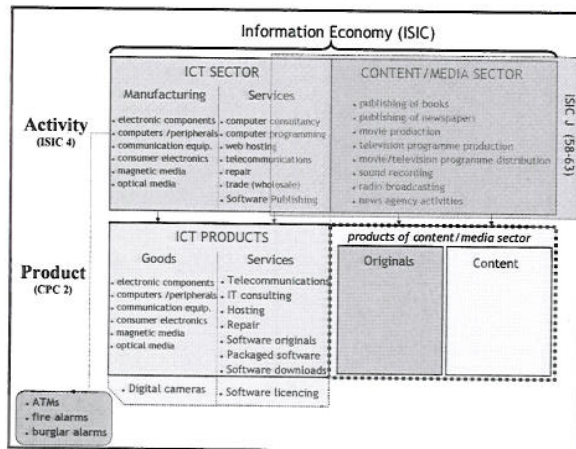 Information Economy (ISIC)
ICT SECTOR
Manufacturing
Services
. electronic components
. computers /peripherals
. communication equip.
. consumer electronics
. magnetic media
. optical media
. computer consultancy
. computer programming
. web hosting
. telecommunications
. repair
. trade (wholesale)
. Software Publishing
CONTENT/MEDIA SECTOR
. publishing of books
. publishing of newspapers
. movie production
. television programme production
. movie/television programme distribution
. sound recording
. radio broadcasting
. news agency activities
ISIC J (58-63)
Activity
(ISIC 4)
ICT PRODUCTS
Goods
Services
. electronic components
. computers /peripherals
. communication equip.
. consumer electronics
. magnetic media
. optical media
. Telecommunications
. IT consulting
. Hosting
. Repair
. Software originals
. Packaged software
. Software downloads
. Digital cameras
. Software licencing
products of content/media sector
Originals
Content
Product
(CPC 2)
. ATMs
. fire alarms
. burglar alarms